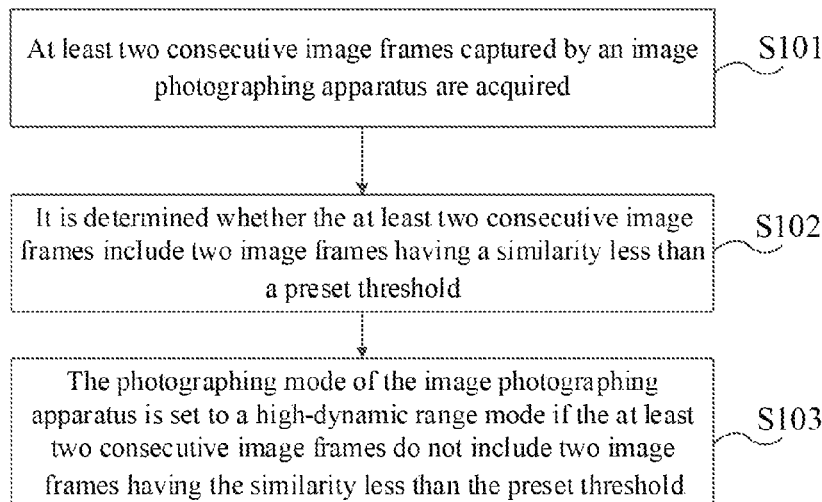 At least two consecutive image frames captured by an image
photographing apparatus are acquired
S101
It is determined whether the at least two consecutive image
frames include two image frames having a similarity less than
a preset threshold
S102
The photographing mode of the image photographing
apparatus is set to a high-dynamic range mode if the at least
two consecutive image frames do not include two image
frames having the similarity less than the preset threshold
S103